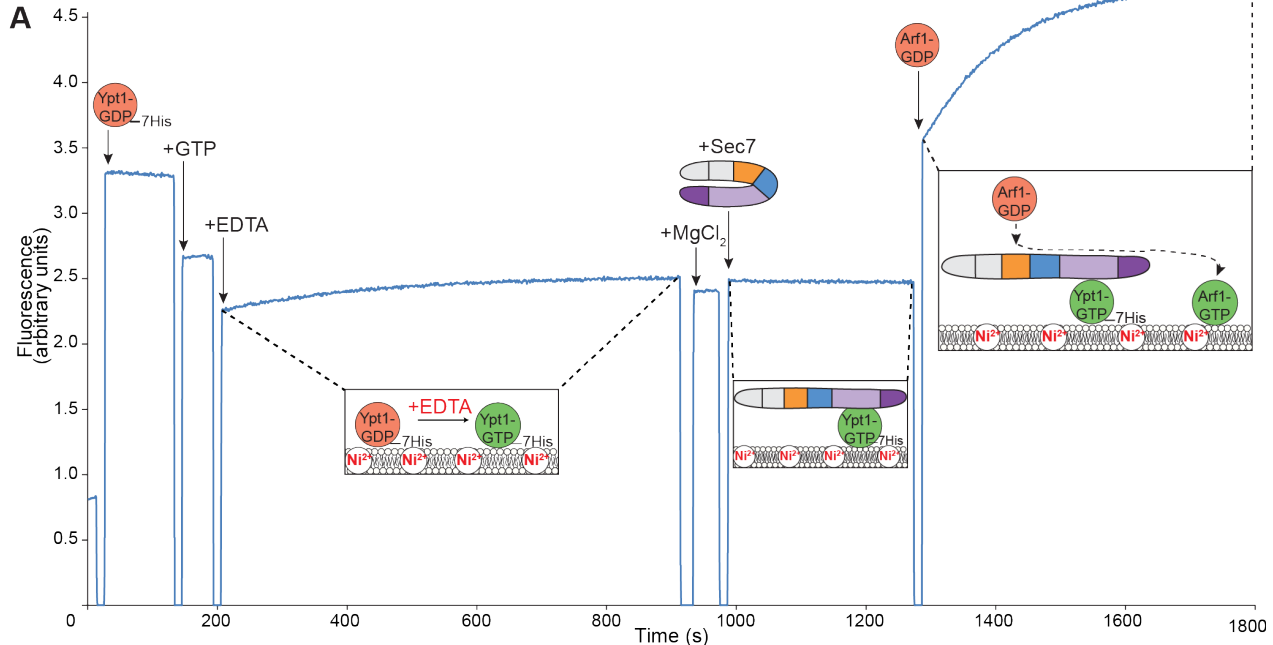 A
4.5
4.0
3.5
3.0
2.5
2.0
1.5
1.0
0.5
0
Fluorescence
(arbitrary units)
200
400
600
800
1000
1200
1400
1600
1800
Time (s)
Ypt1-
GDP
7His
+GTP
+EDTA
+MgCl₂
+Sec7
Arf1-
GDP
Ypt1-
GDP
7His
+EDTA
Ypt1-
GTP
7His
Ni²⁺ Ni²⁺ Ni²⁺ Ni²⁺
Ypt1-
GTP
7His
Ni²⁺ Ni²⁺ Ni²⁺ Ni²⁺
Arf1-
GDP
Ypt1-
GTP
7His
Arf1-
GTP
Ni²⁺ Ni²⁺ Ni²⁺ Ni²⁺